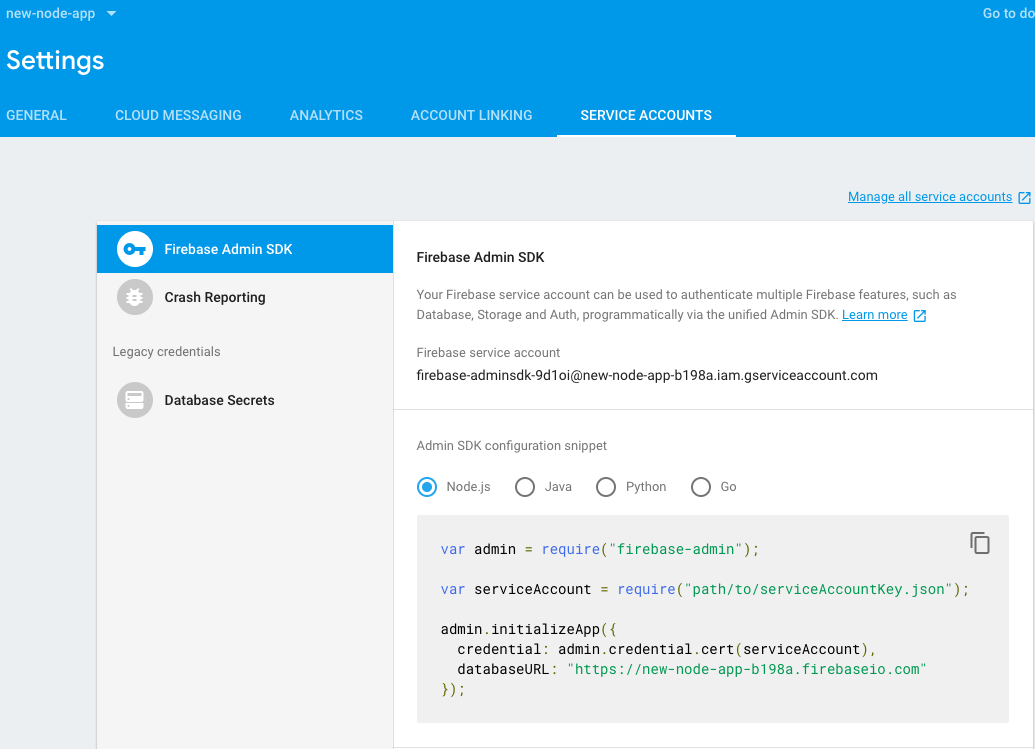 new-node-app
Go to do
Settings
GENERAL
CLOUD MESSAGING
ANALYTICS
ACCOUNT LINKING
SERVICE ACCOUNTS
Manage all service accounts
Firebase Admin SDK
Crash Reporting
Legacy credentials
Database Secrets
Firebase Admin SDK
Your Firebase service account can be used to authenticate multiple Firebase features, such as
Database, Storage and Auth, programmatically via the unified Admin SDK. Learn more
Firebase service account
firebase-adminsdk-9d1oi@new-node-app-b198a.iam.gserviceaccount.com
Admin SDK configuration snippet
Node.js
Java
Python
Go
var admin = require("firebase-admin");
var serviceAccount = require("path/to/serviceAccountKey.json");
admin.initializeApp({
  credential: admin.credential.cert(serviceAccount),
  databaseURL: "https://new-node-app-b198a.firebaseio.com"
});